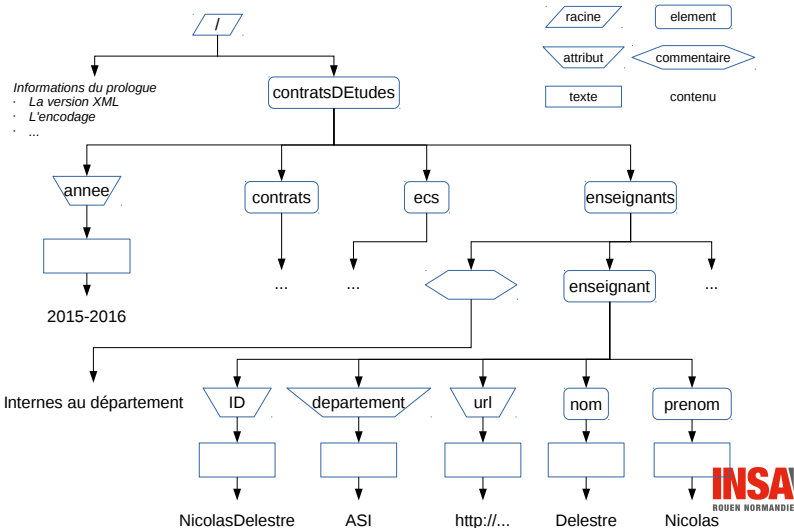 /
racine
element
attribut
commentaire
texte
contenu
Informations du prologue
· La version XML
· L'encodage
· ...
contratsDEtudes
annee
contrats
ecs
enseignants
...
...
enseignant
...
2015-2016
Internes au département
ID
departement
url
nom
prenom
NicolasDelestre
ASI
http://...
Delestre
Nicolas
INSA
ROUEN NORMANDIE